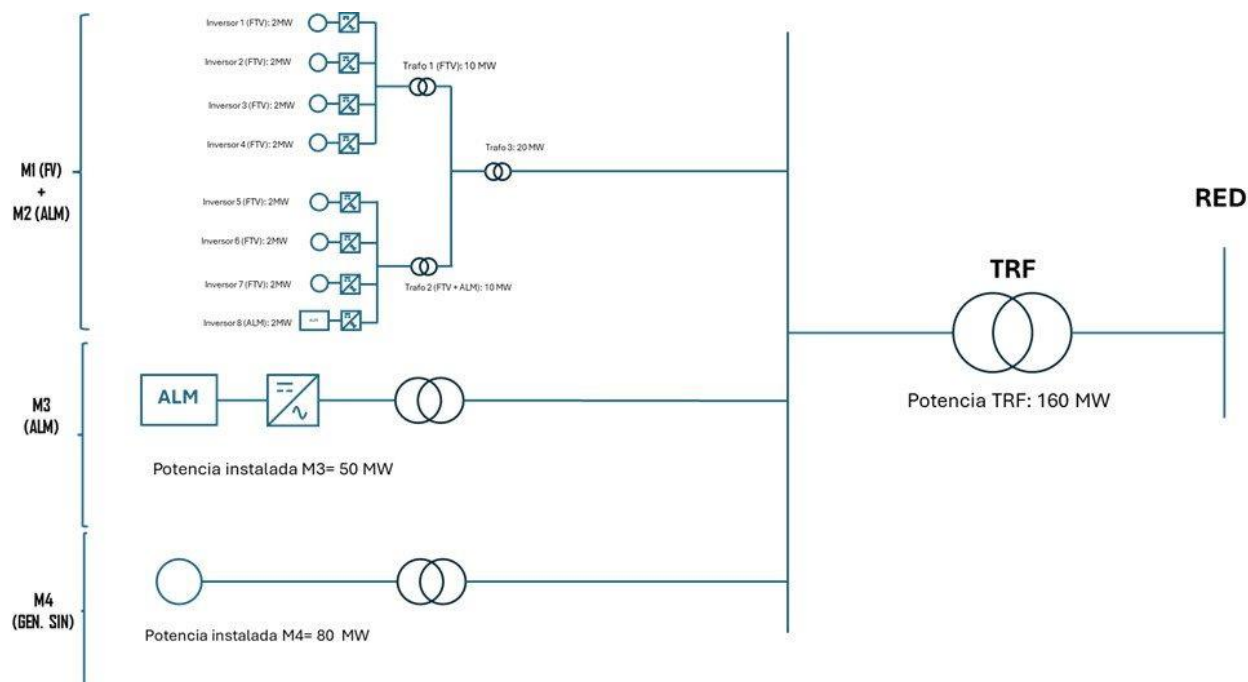 Inversor 1 (FTV): 2MW
Inversor 2 (FTV): 2MW
Trafo 1 (FTV): 10 MW
Inversor 3 (FTV): 2MW
Inversor 4 (FTV): 2MW
Trafo 3: 20 MW
M1 (FV)
+
M2 (ALM)
Inversor 5 (FTV): 2MW
Inversor 6 (FTV): 2MW
Inversor 7 (FTV): 2MW
Trafo 2 (FTV + ALM): 10 MW
Inversor 8 (ALM): 2MW
ALM
RED
TRF
Potencia TRF: 160 MW
M3
(ALM)
ALM
Potencia instalada M3= 50 MW
M4
(GEN. SIN)
Potencia instalada M4= 80 MW